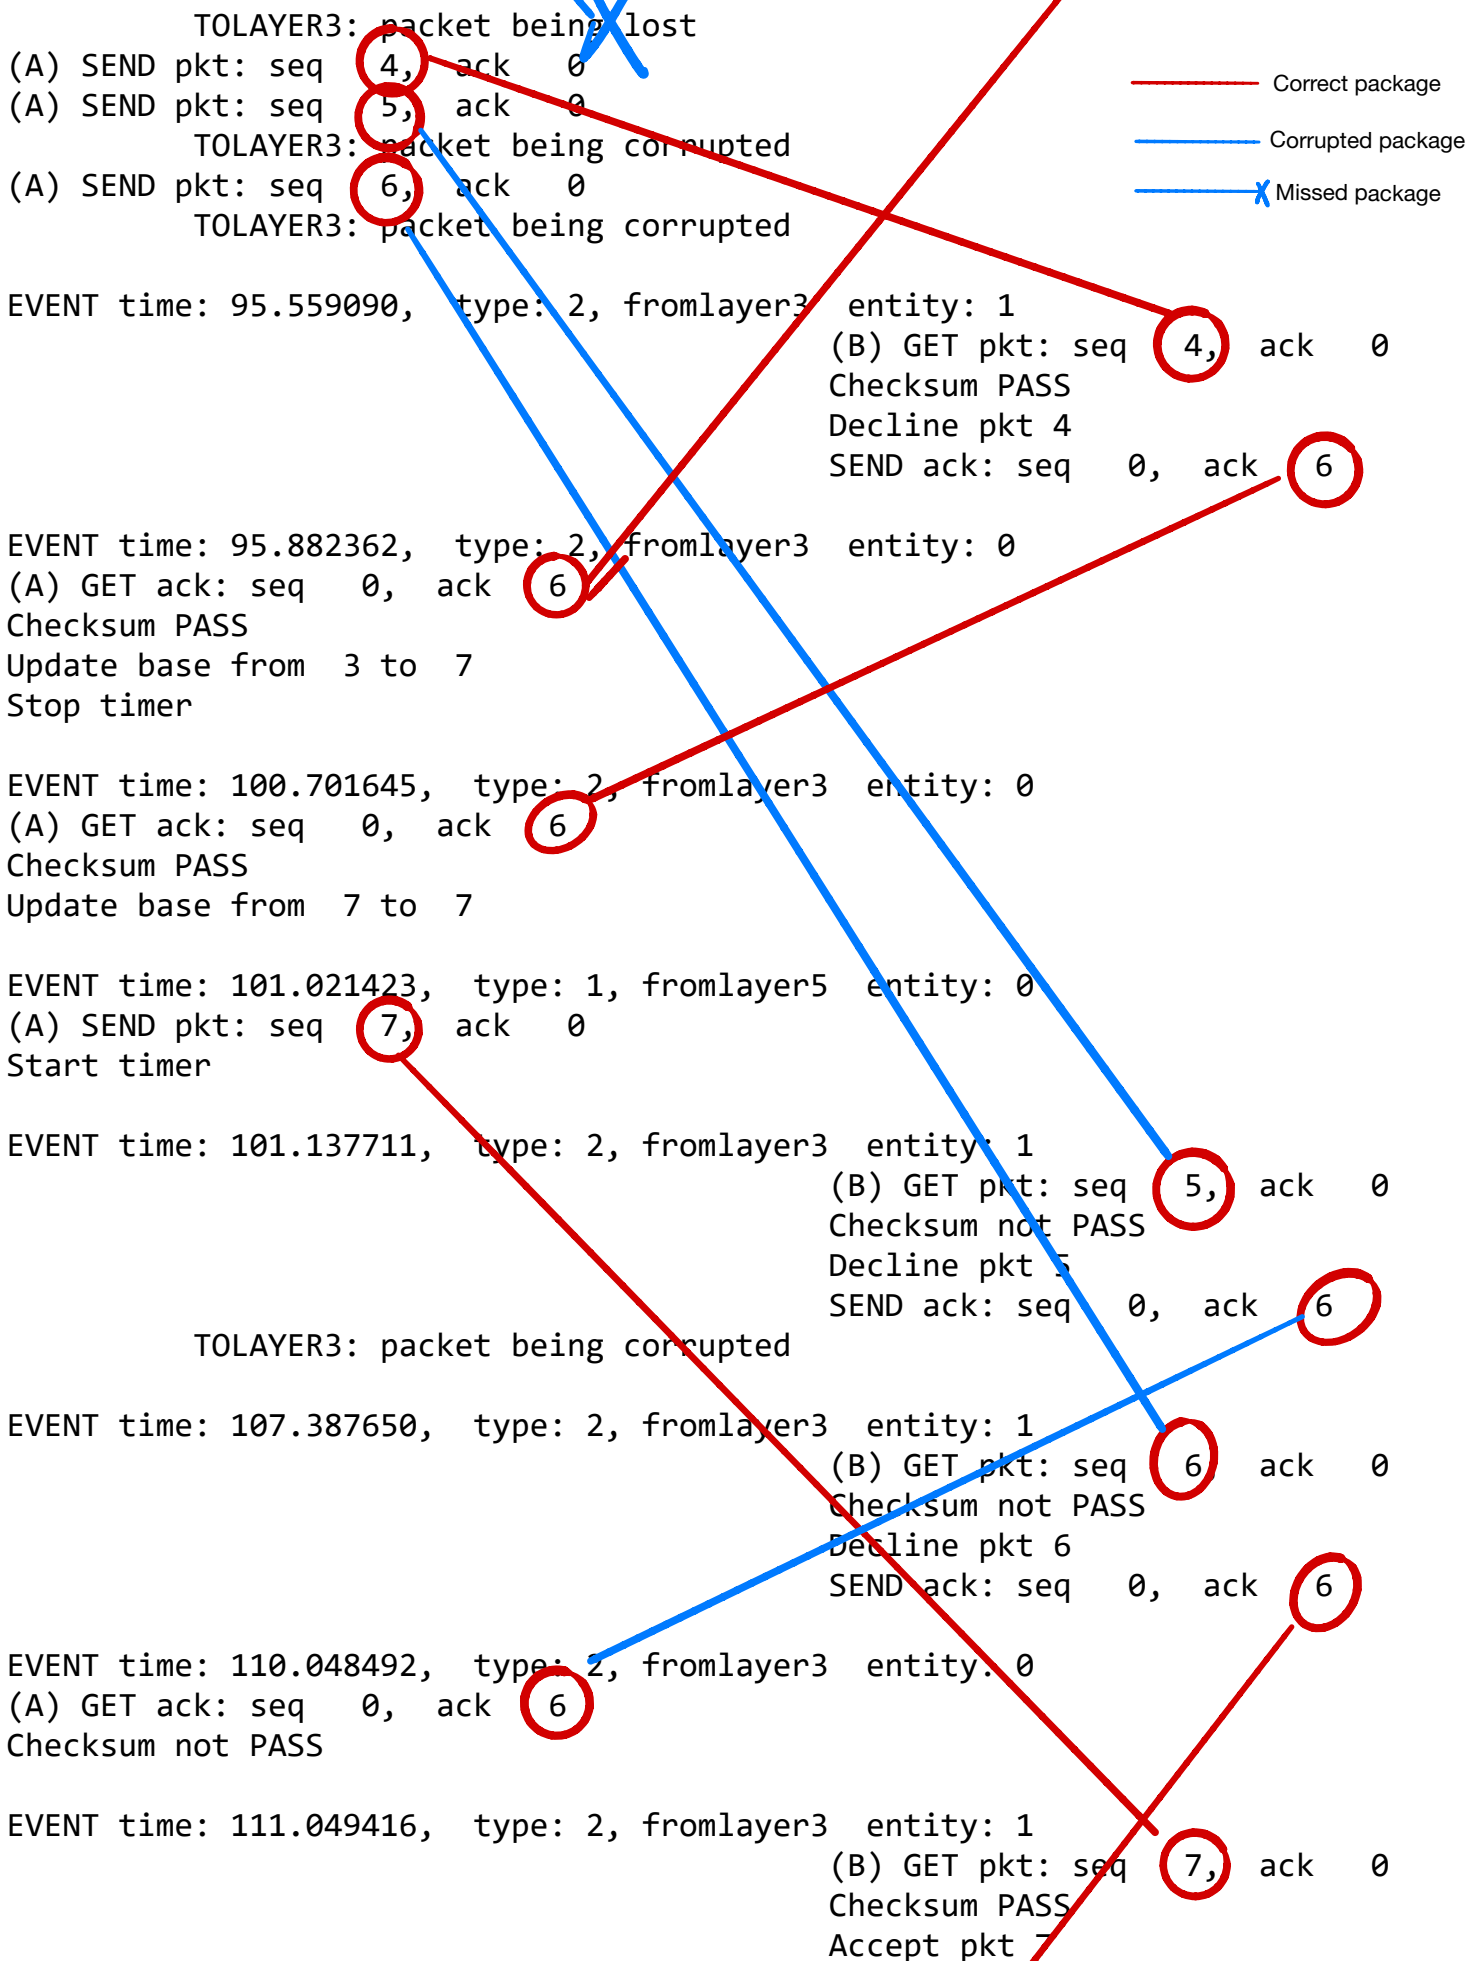 TOLAYER3: packet being lost
(A) SEND pkt: seq 4, ack 0
(A) SEND pkt: seq 5, ack 0
TOLAYER3: packet being corrupted
(A) SEND pkt: seq 6, ack 0
TOLAYER3: packet being corrupted
Correct package
Corrupted package
Missed package
EVENT time: 95.559090, type: 2, fromlayer3 entity: 1
(B) GET pkt: seq 4, ack 0
Checksum PASS
Decline pkt 4
SEND ack: seq 0, ack 6
EVENT time: 95.882362, type: 2, fromlayer3 entity: 0
(A) GET ack: seq 0, ack 6
Checksum PASS
Update base from 3 to 7
Stop timer
EVENT time: 100.701645, type: 2, fromlayer3 entity: 0
(A) GET ack: seq 0, ack 6
Checksum PASS
Update base from 7 to 7
EVENT time: 101.021423, type: 1, fromlayer5 entity: 0
(A) SEND pkt: seq 7, ack 0
Start timer
EVENT time: 101.137711, type: 2, fromlayer3 entity: 1
(B) GET pkt: seq 5, ack 0
Checksum not PASS
Decline pkt 5
SEND ack: seq 0, ack 6
TOLAYER3: packet being corrupted
EVENT time: 107.387650, type: 2, fromlayer3 entity: 1
(B) GET pkt: seq 6, ack 0
Checksum not PASS
Decline pkt 6
SEND ack: seq 0, ack 6
EVENT time: 110.048492, type: 2, fromlayer3 entity: 0
(A) GET ack: seq 0, ack 6
Checksum not PASS
EVENT time: 111.049416, type: 2, fromlayer3 entity: 1
(B) GET pkt: seq 7, ack 0
Checksum PASS
Accept pkt 7